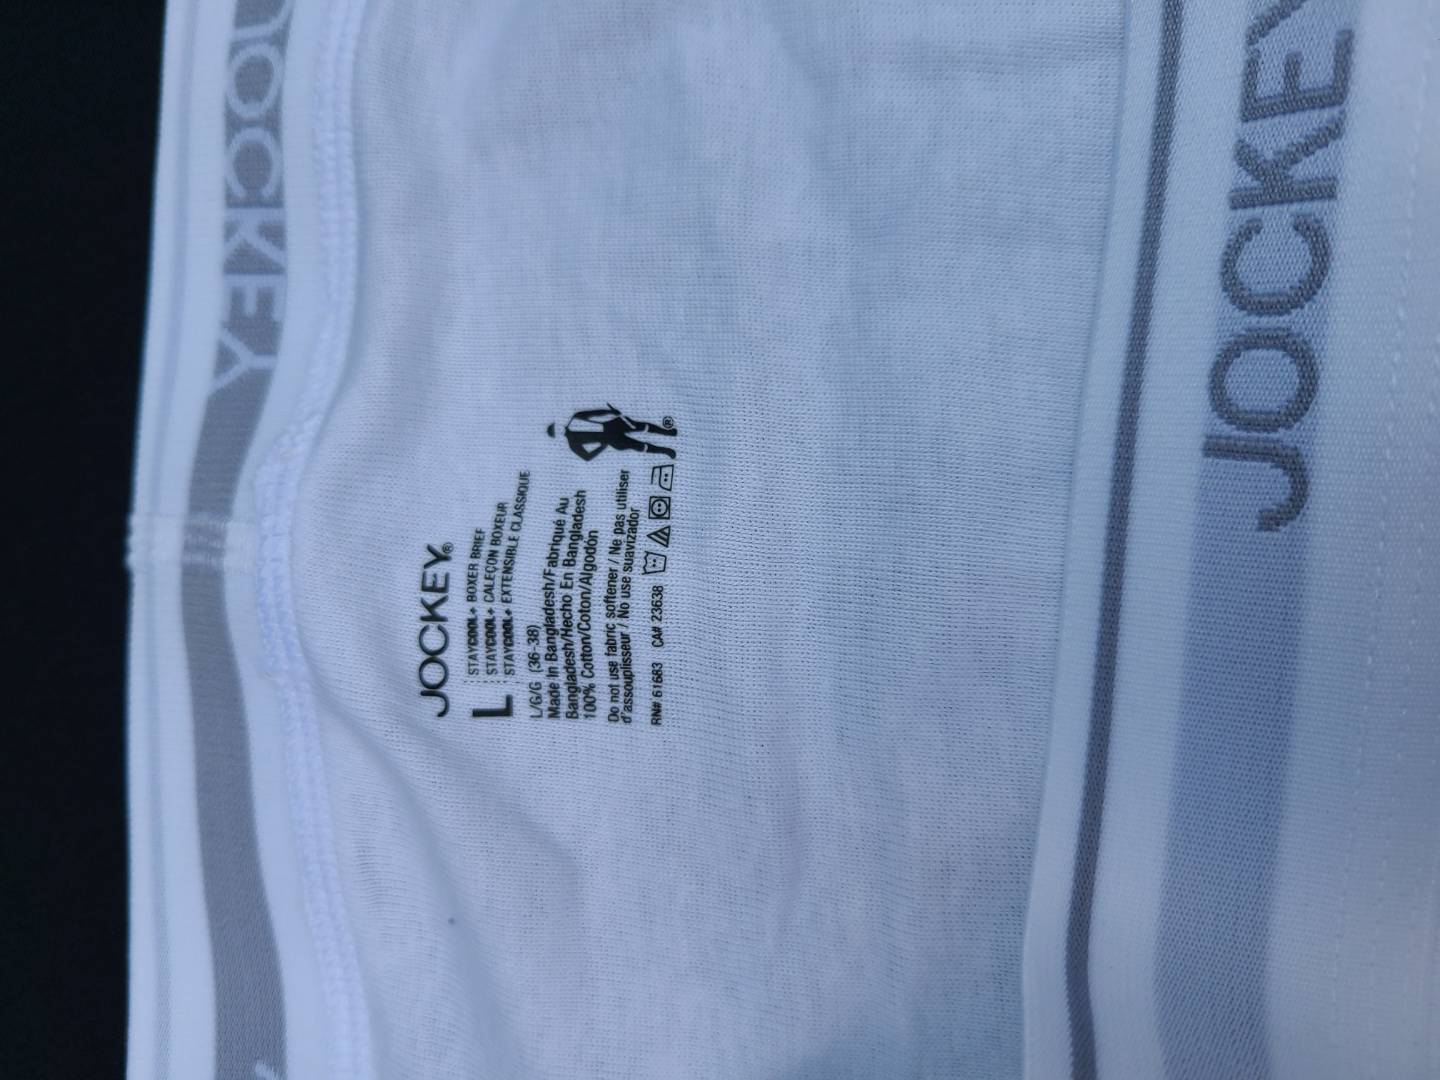 JOCKEY
JOCKEY®
L
STAYCOOL+ BOXER BRIEF
STAYCOOL+ CALEÇON BOXEUR
STAYCOOL+ EXTENSIBLE CLASSIQUE
L/G/G (36-38)
Made In Bangladesh/Fabriqué Au
Bangladesh/Hecho En Bangladesh
100% Cotton/Coton/Algodón
Do not use fabric softener / Ne pas utiliser
d'assouplisseur / No use suavizador
RN# 61683 CA# 23638
®
JOCKEY